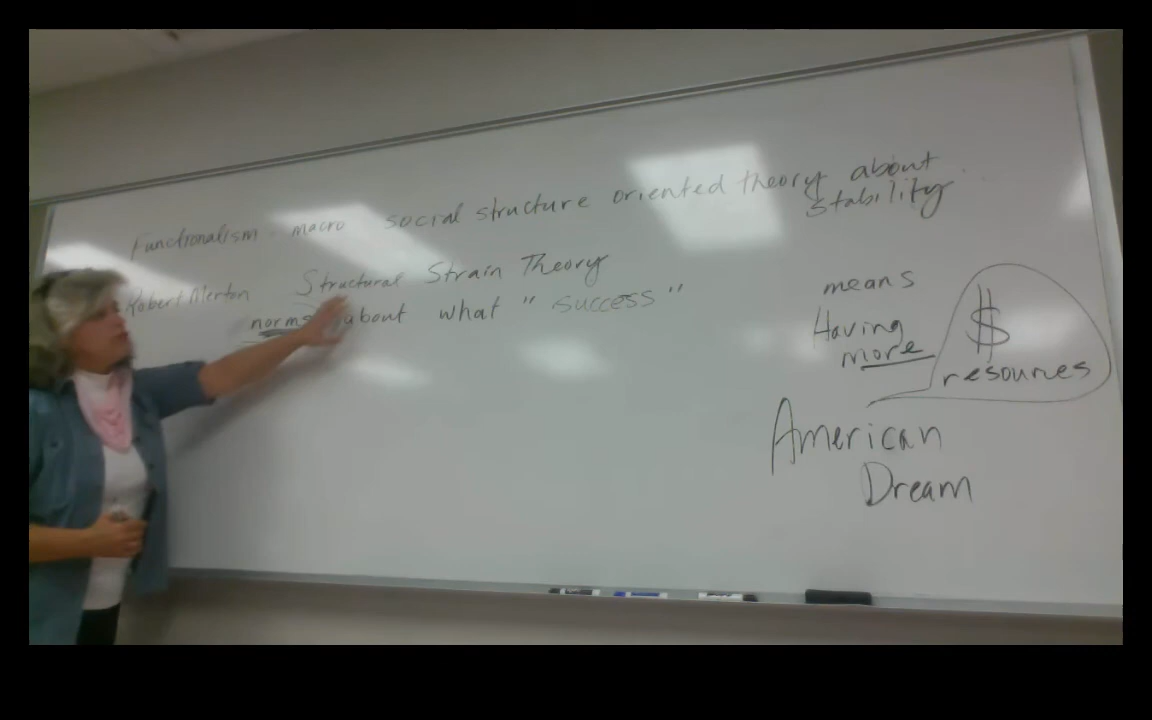 Functionalism macro social structure oriented theory about
stability
Robert Merton Structural Strain Theory
norms about what "success"
means
Having
more
$
resources
American
Dream